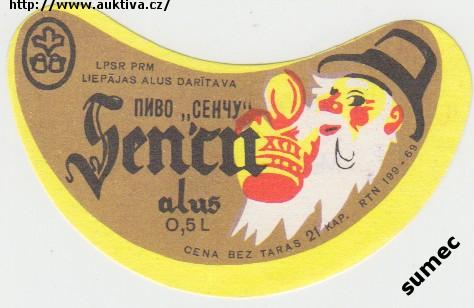 http://www.auktiva.cz/
LPSR PRM
LIEPĀJAS ALUS DARĪTAVA
ПИВО „СЕНЧУ"
Senču
alus
0,5 L
CENA BEZ TARAS 21 KAP. RTN 199-69
sumec